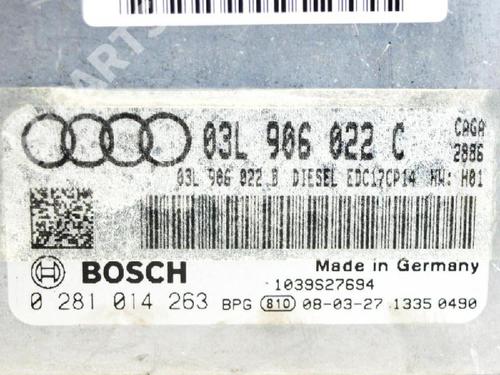 PARTS
03L 906 022 C CAGA
2886
03L 906 022 B DIESEL EDC17CP14 HW: H01
BOSCH
Made in Germany
1039S27694
0 281 014 263 BPG 810 08-03-27 1335 0490